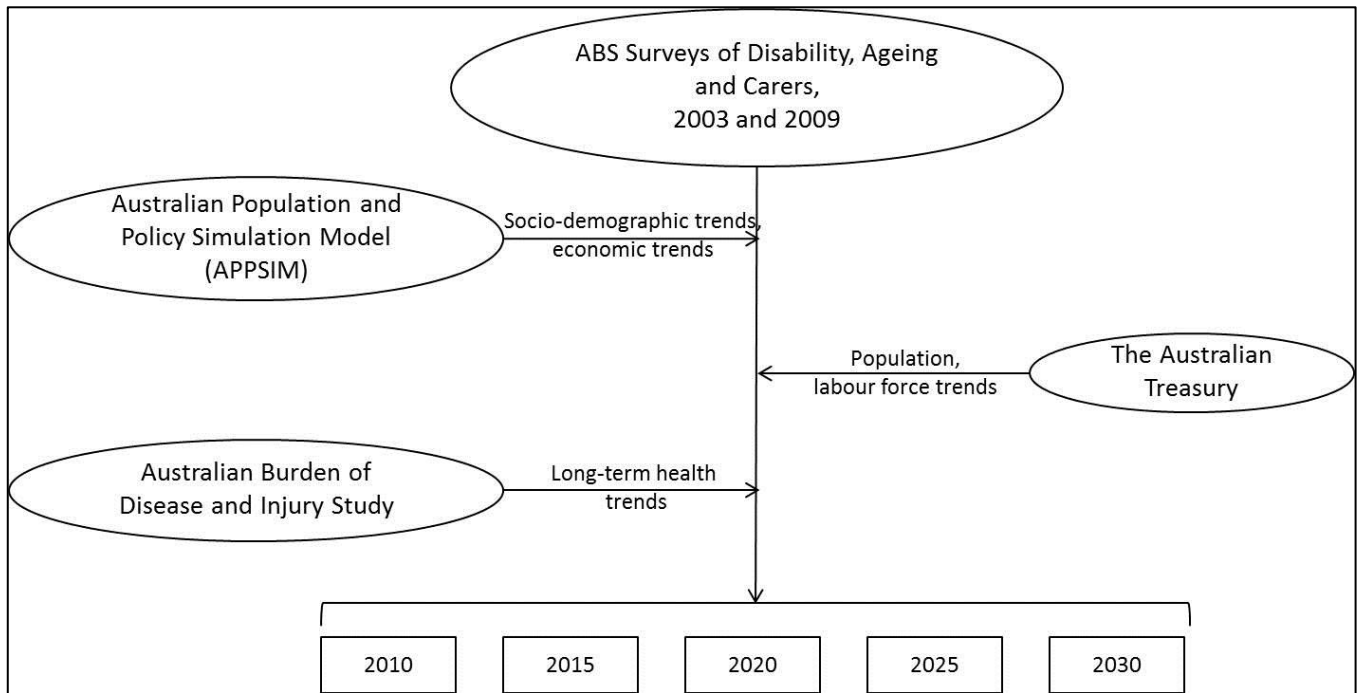 ABS Surveys of Disability, Ageing
and Carers,
2003 and 2009
Australian Population and
Policy Simulation Model
(APPSIM)
Socio-demographic trends,
economic trends
Population,
labour force trends
The Australian
Treasury
Australian Burden of
Disease and Injury Study
Long-term health
trends
2010
2015
2020
2025
2030